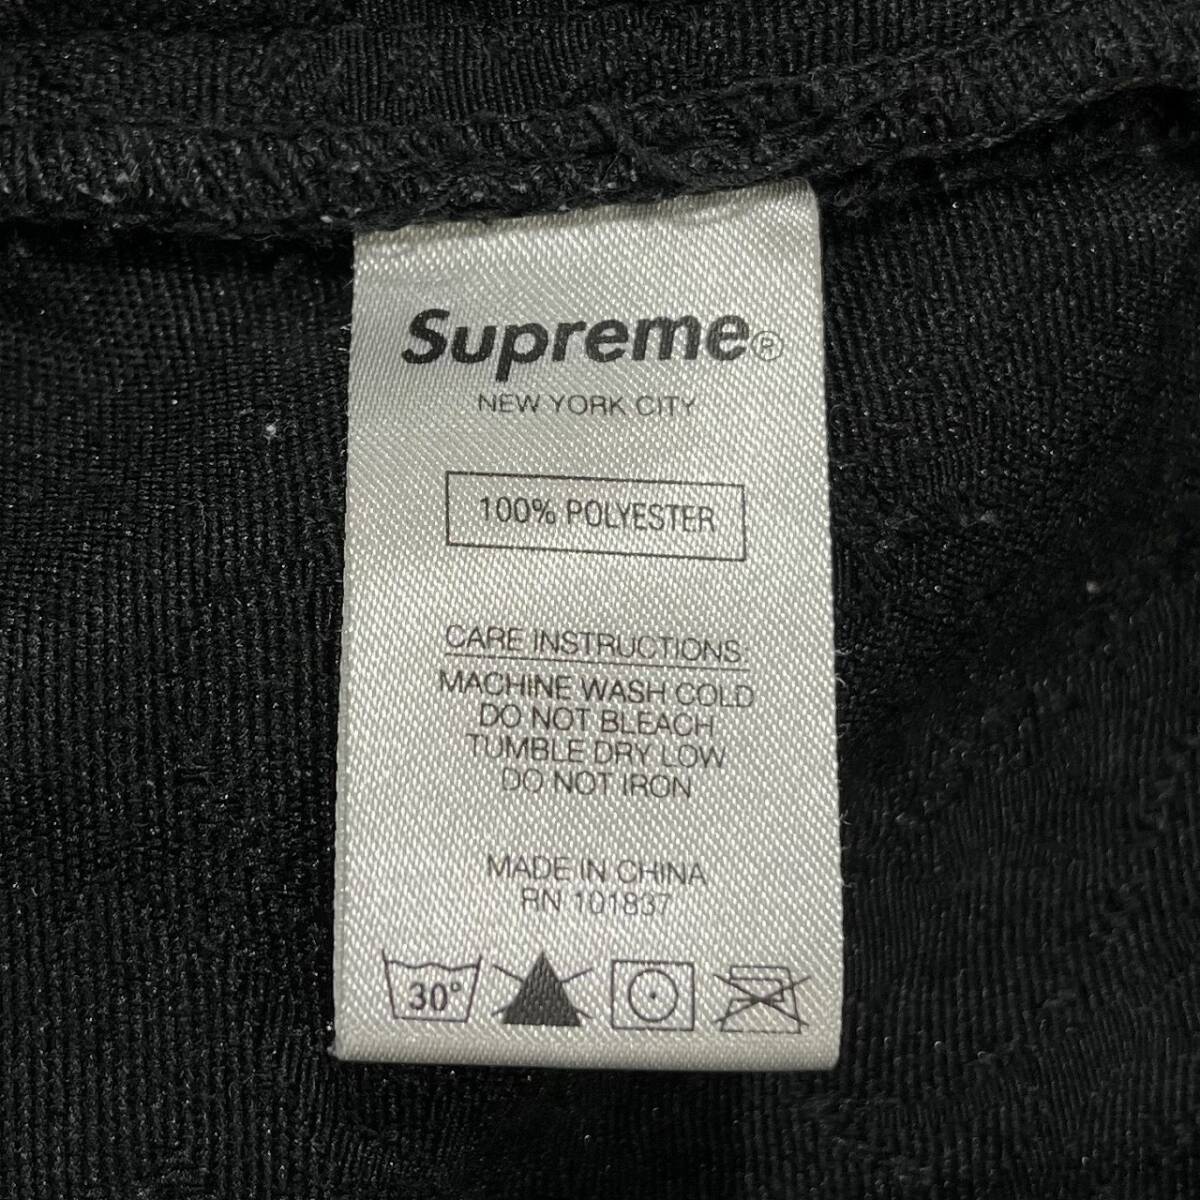 Supreme®
NEW YORK CITY
100% POLYESTER
CARE INSTRUCTIONS:
MACHINE WASH COLD
DO NOT BLEACH
TUMBLE DRY LOW
DO NOT IRON
MADE IN CHINA
RN 101837
30°